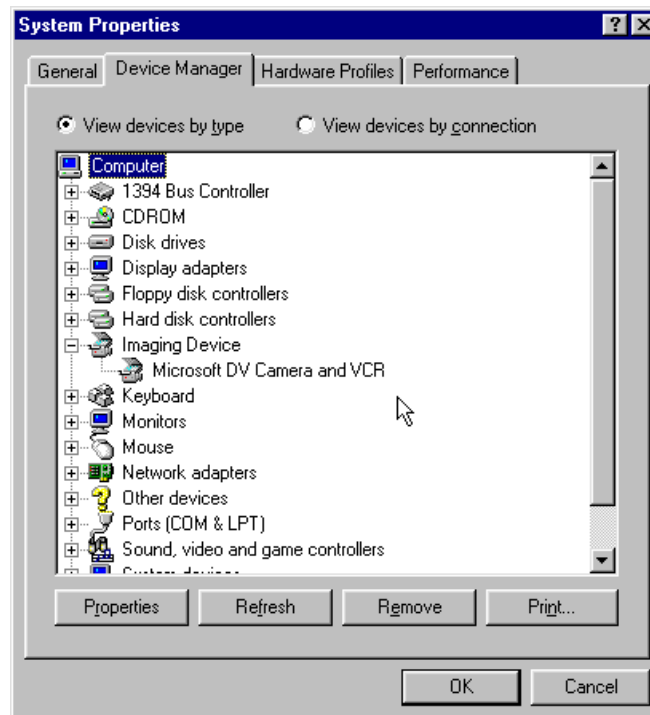 System Properties
General Device Manager Hardware Profiles Performance
View devices by type View devices by connection
Computer
1394 Bus Controller
CDROM
Disk drives
Display adapters
Floppy disk controllers
Hard disk controllers
Imaging Device
Microsoft DV Camera and VCR
Keyboard
Monitors
Mouse
Network adapters
Other devices
Ports (COM & LPT)
Sound, video and game controllers
System devices
Properties Refresh Remove Print...
OK Cancel